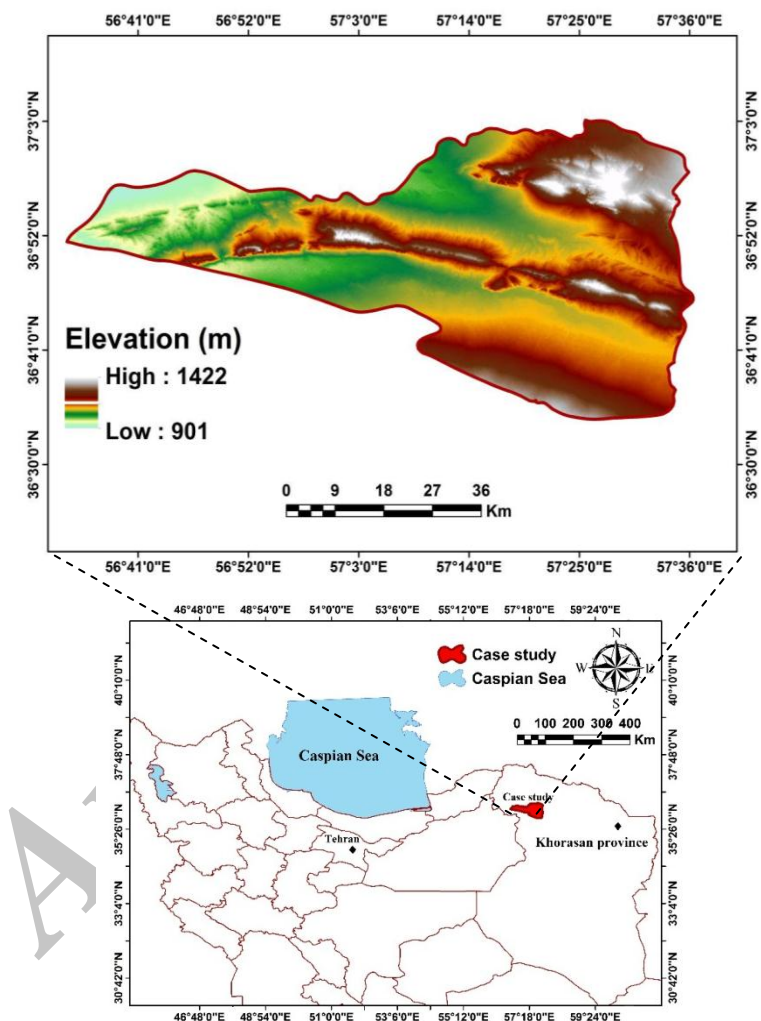 56°41'0"E 56°52'0"E 57°3'0"E 57°14'0"E 57°25'0"E 57°36'0"E
37°3'0"N 37°3'0"N
36°52'0"N 36°52'0"N
36°41'0"N 36°41'0"N
36°30'0"N 36°30'0"N
Elevation (m)
High : 1422
Low : 901
0 9 18 27 36
Km
56°41'0"E 56°52'0"E 57°3'0"E 57°14'0"E 57°25'0"E 57°36'0"E
46°48'0"E 48°54'0"E 51°0'0"E 53°6'0"E 55°12'0"E 57°18'0"E 59°24'0"E
40°10'0"N 40°10'0"N
37°48'0"N 37°48'0"N
35°26'0"N 35°26'0"N
33°4'0"N 33°4'0"N
30°42'0"N 30°42'0"N
Case study
Caspian Sea
N
W
S
0 100 200 300 400
Km
Caspian Sea
Case study
Tehran
Khorasan province
A
46°48'0"E 48°54'0"E 51°0'0"E 53°6'0"E 55°12'0"E 57°18'0"E 59°24'0"E